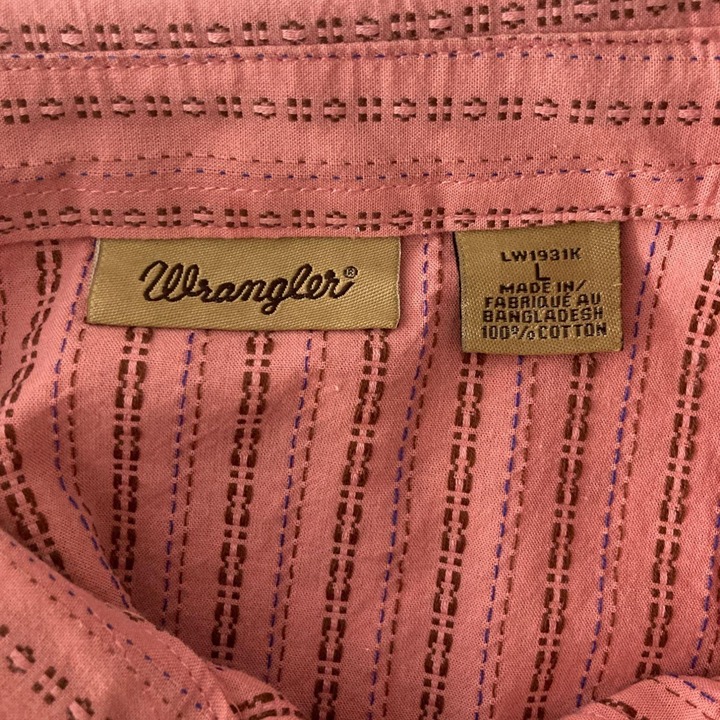 Wrangler®
LW1931K
L
MADE IN/
FABRIQUÉ AU
BANGLADESH
100% COTTON